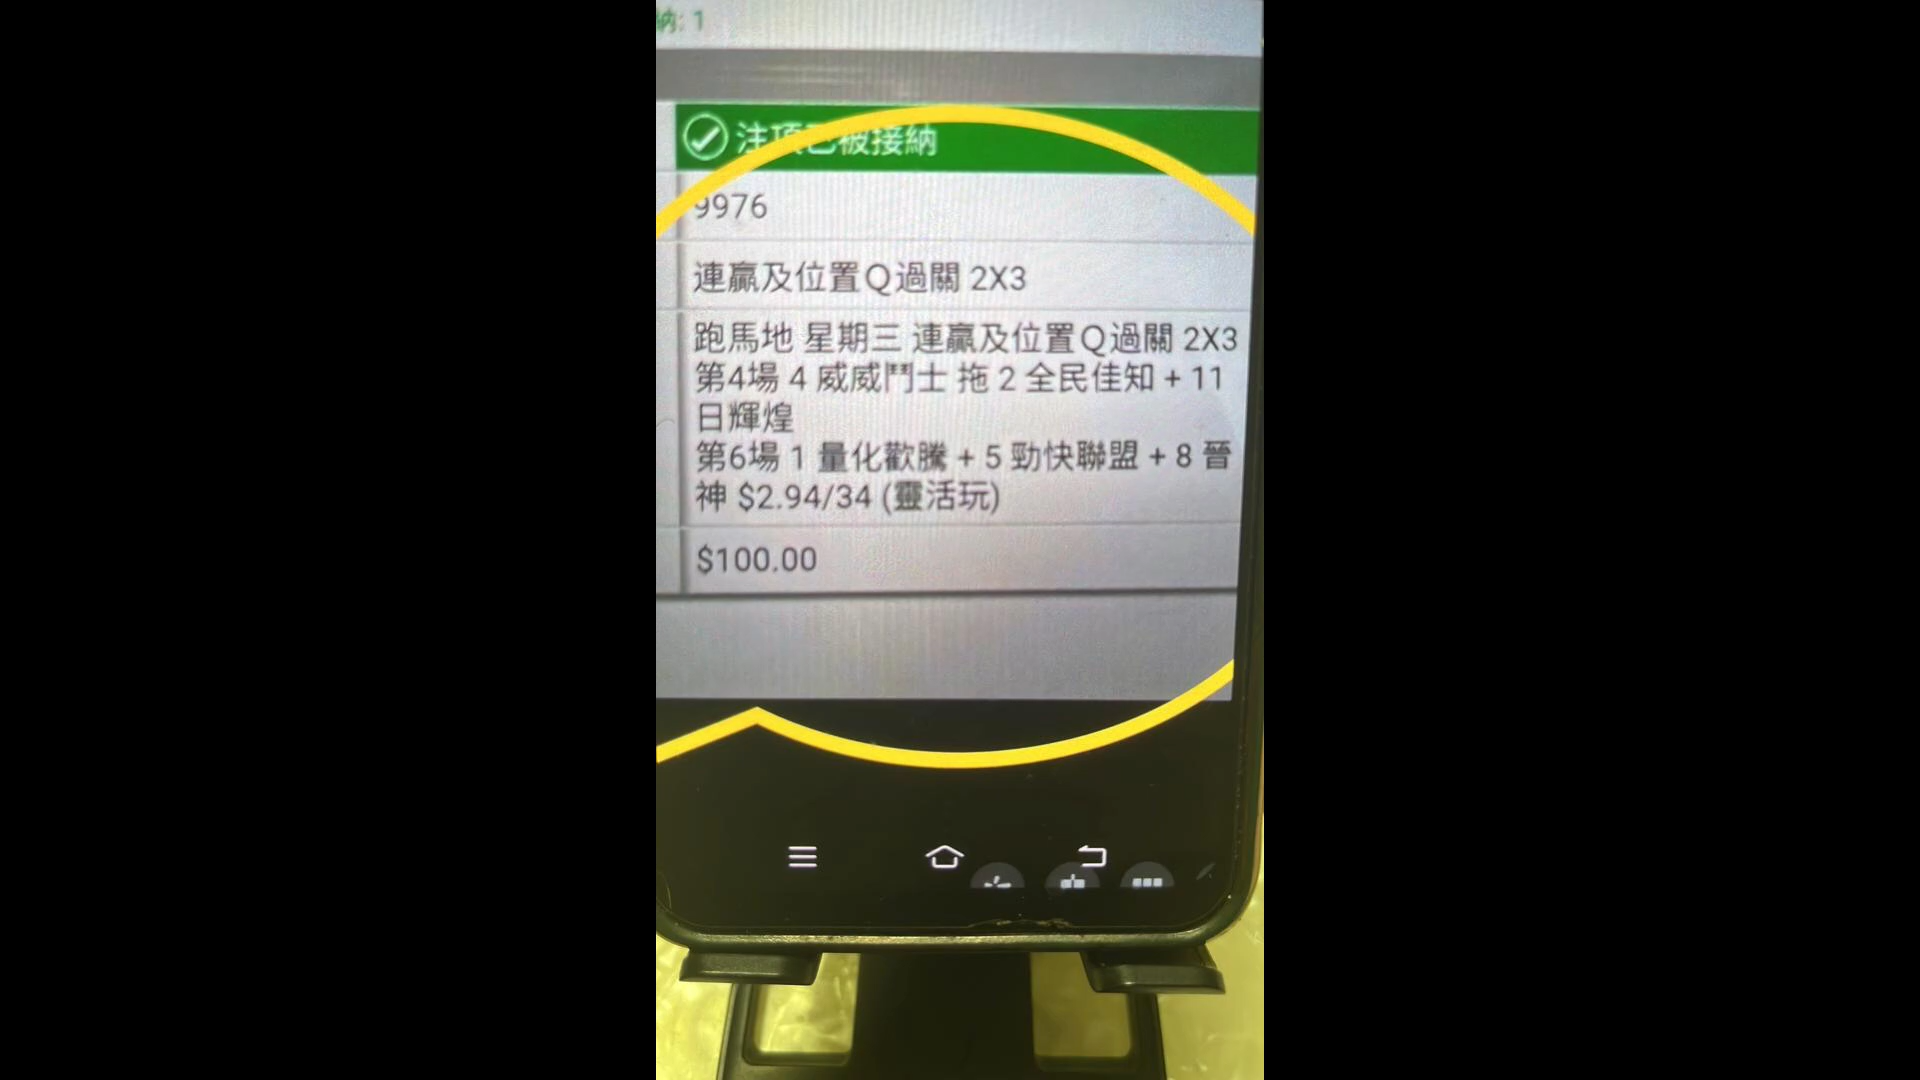 納: 1
注項已被接納
9976
連贏及位置Q過關 2X3
跑馬地 星期三 連贏及位置Q過關 2X3
第4場 4 威威鬥士 拖 2 全民佳知 + 11
日輝煌
第6場 1 量化歡騰 + 5 勁快聯盟 + 8 晉
神 $2.94/34 (靈活玩)
$100.00